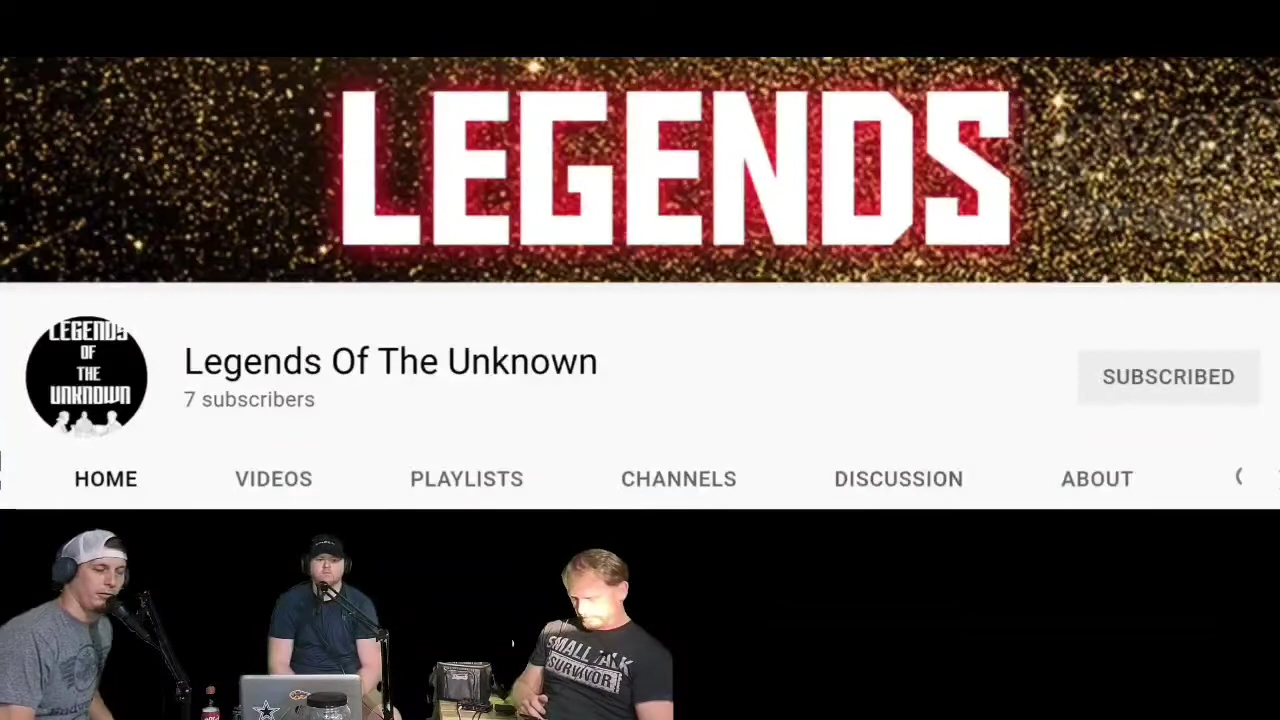 LEGENDS
LEGENDS
OF
THE
UNKNOWN
Legends Of The Unknown
7 subscribers
SUBSCRIBED
HOME VIDEOS PLAYLISTS CHANNELS DISCUSSION ABOUT
SMALL TALK
SURVIVOR